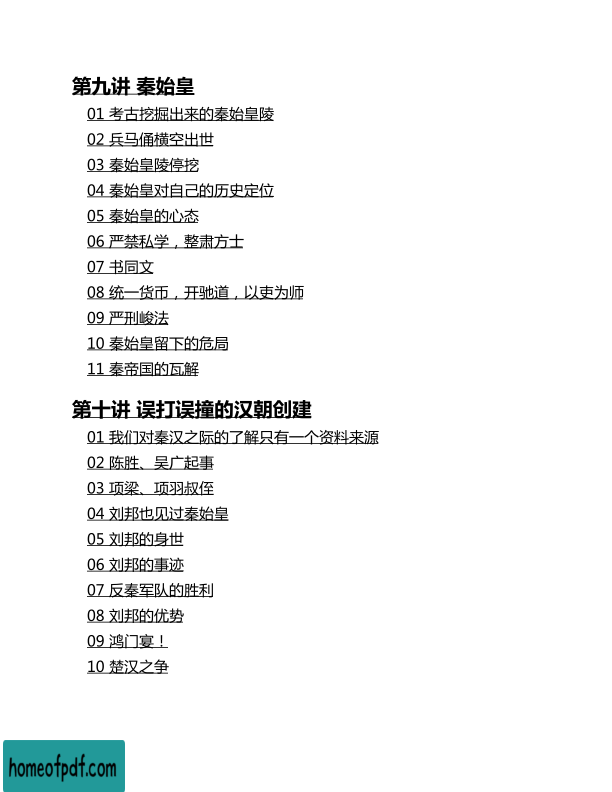 第九讲 秦始皇
01 考古挖掘出来的秦始皇陵
02 兵马俑横空出世
03 秦始皇陵停挖
04 秦始皇对自己的历史定位
05 秦始皇的心态
06 严禁私学，整肃方士
07 书同文
08 统一货币，开驰道，以吏为师
09 严刑峻法
10 秦始皇留下的危局
11 秦帝国的瓦解
第十讲 误打误撞的汉朝创建
01 我们对秦汉之际的了解只有一个资料来源
02 陈胜、吴广起事
03 项梁、项羽叔侄
04 刘邦也见过秦始皇
05 刘邦的身世
06 刘邦的事迹
07 反秦军队的胜利
08 刘邦的优势
09 鸿门宴！
10 楚汉之争
homeofpdf.com